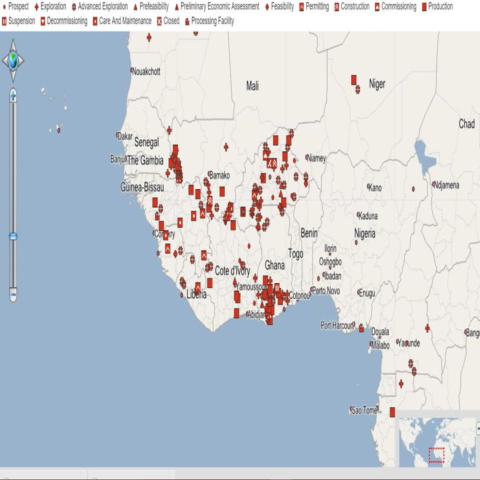 Prospect Exploration Advanced Exploration Prefeasibility Preliminary Economic Assessment Feasibility Permitting Construction Commissioning Production
Suspension Decommissioning Care And Maintenance Closed Processing Facility
Nouakchott
Mali
Niger
Chad
Dakar
Senegal
Banjul
The Gambia
Niamey
Bamako
Kano
Ndjamena
Guinea-Bissau
Kaduna
Benin
Nigeria
Togo
Ilorin
Oshogbo
Ghana
Cote d'Ivory
Ibadan
Liberia
Cotonou
Porto Novo
Enugu
Abidjan
Port Harcourt
Douala
Malabo
Yaounde
Bang
Sao Tome